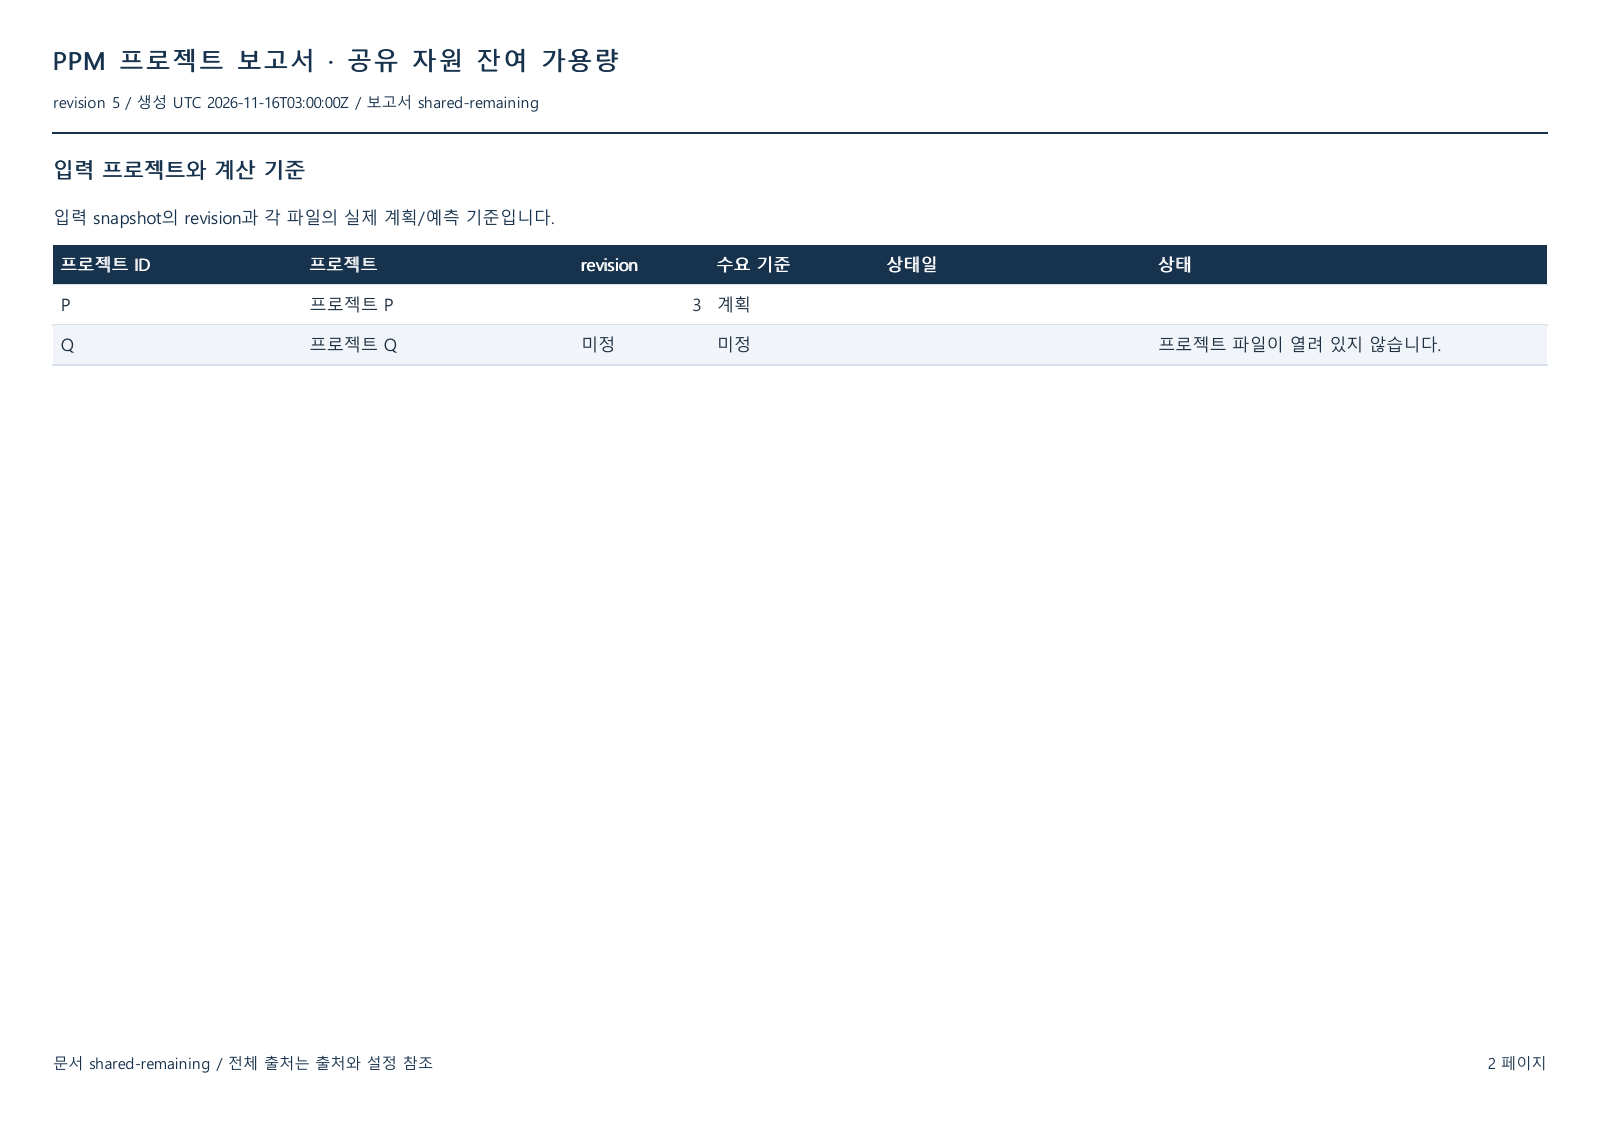 PPM 프로젝트 보고서 · 공유 자원 잔여 가용량
revision 5 / 생성 UTC 2026-11-16T03:00:00Z / 보고서 shared-remaining
입력 프로젝트와 계산 기준
입력 snapshot의 revision과 각 파일의 실제 계획/예측 기준입니다.
프로젝트 ID 프로젝트 revision 수요 기준 상태일 상태
P 프로젝트 P 3 계획
Q 프로젝트 Q 미정 미정 프로젝트 파일이 열려 있지 않습니다.
문서 shared-remaining / 전체 출처는 출처와 설정 참조 2 페이지